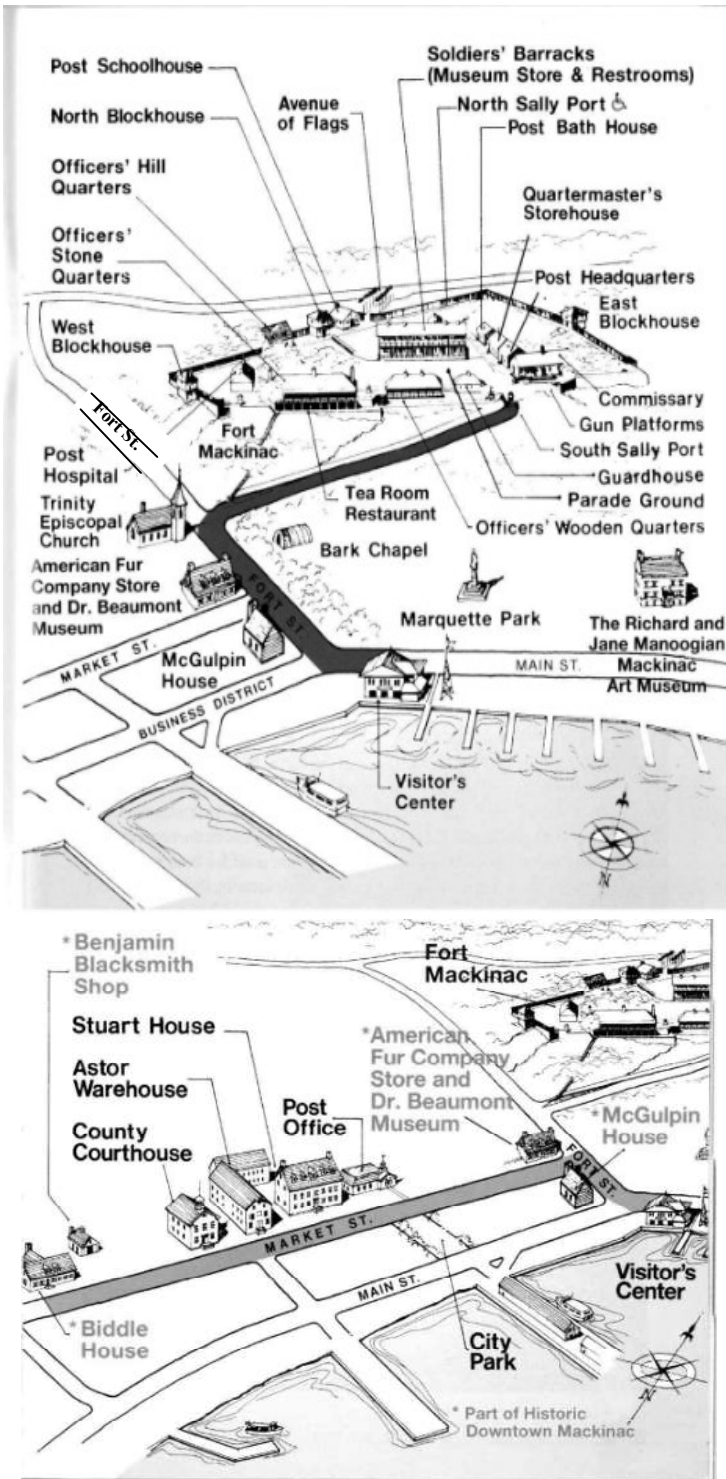 Post Schoolhouse
North Blockhouse
Officers' Hill
Quarters
Officers'
Stone
Quarters
West
Blockhouse
Avenue
of Flags
Soldiers' Barracks
(Museum Store & Restrooms)
North Sally Port ♿
Post Bath House
Quartermaster's
Storehouse
Post Headquarters
East
Blockhouse
Commissary
Gun Platforms
South Sally Port
Guardhouse
Parade Ground
Officers' Wooden Quarters
Fort St.
Fort
Mackinac
Post
Hospital
Tea Room
Restaurant
Trinity
Episcopal
Church
Bark Chapel
American Fur
Company Store
and Dr. Beaumont
Museum
FORT ST.
Marquette Park
The Richard and
Jane Manoogian
Mackinac
Art Museum
MARKET ST.
McGulpin
House
MAIN ST.
BUSINESS DISTRICT
Visitor's
Center
N
* Benjamin
Blacksmith
Shop
Fort
Mackinac
Stuart House
Astor
Warehouse
County
Courthouse
Post
Office
*American
Fur Company
Store and
Dr. Beaumont
Museum
*McGulpin
House
FORT ST.
MARKET ST.
MAIN ST.
Visitor's
Center
* Biddle
House
City
Park
* Part of Historic
Downtown Mackinac
N